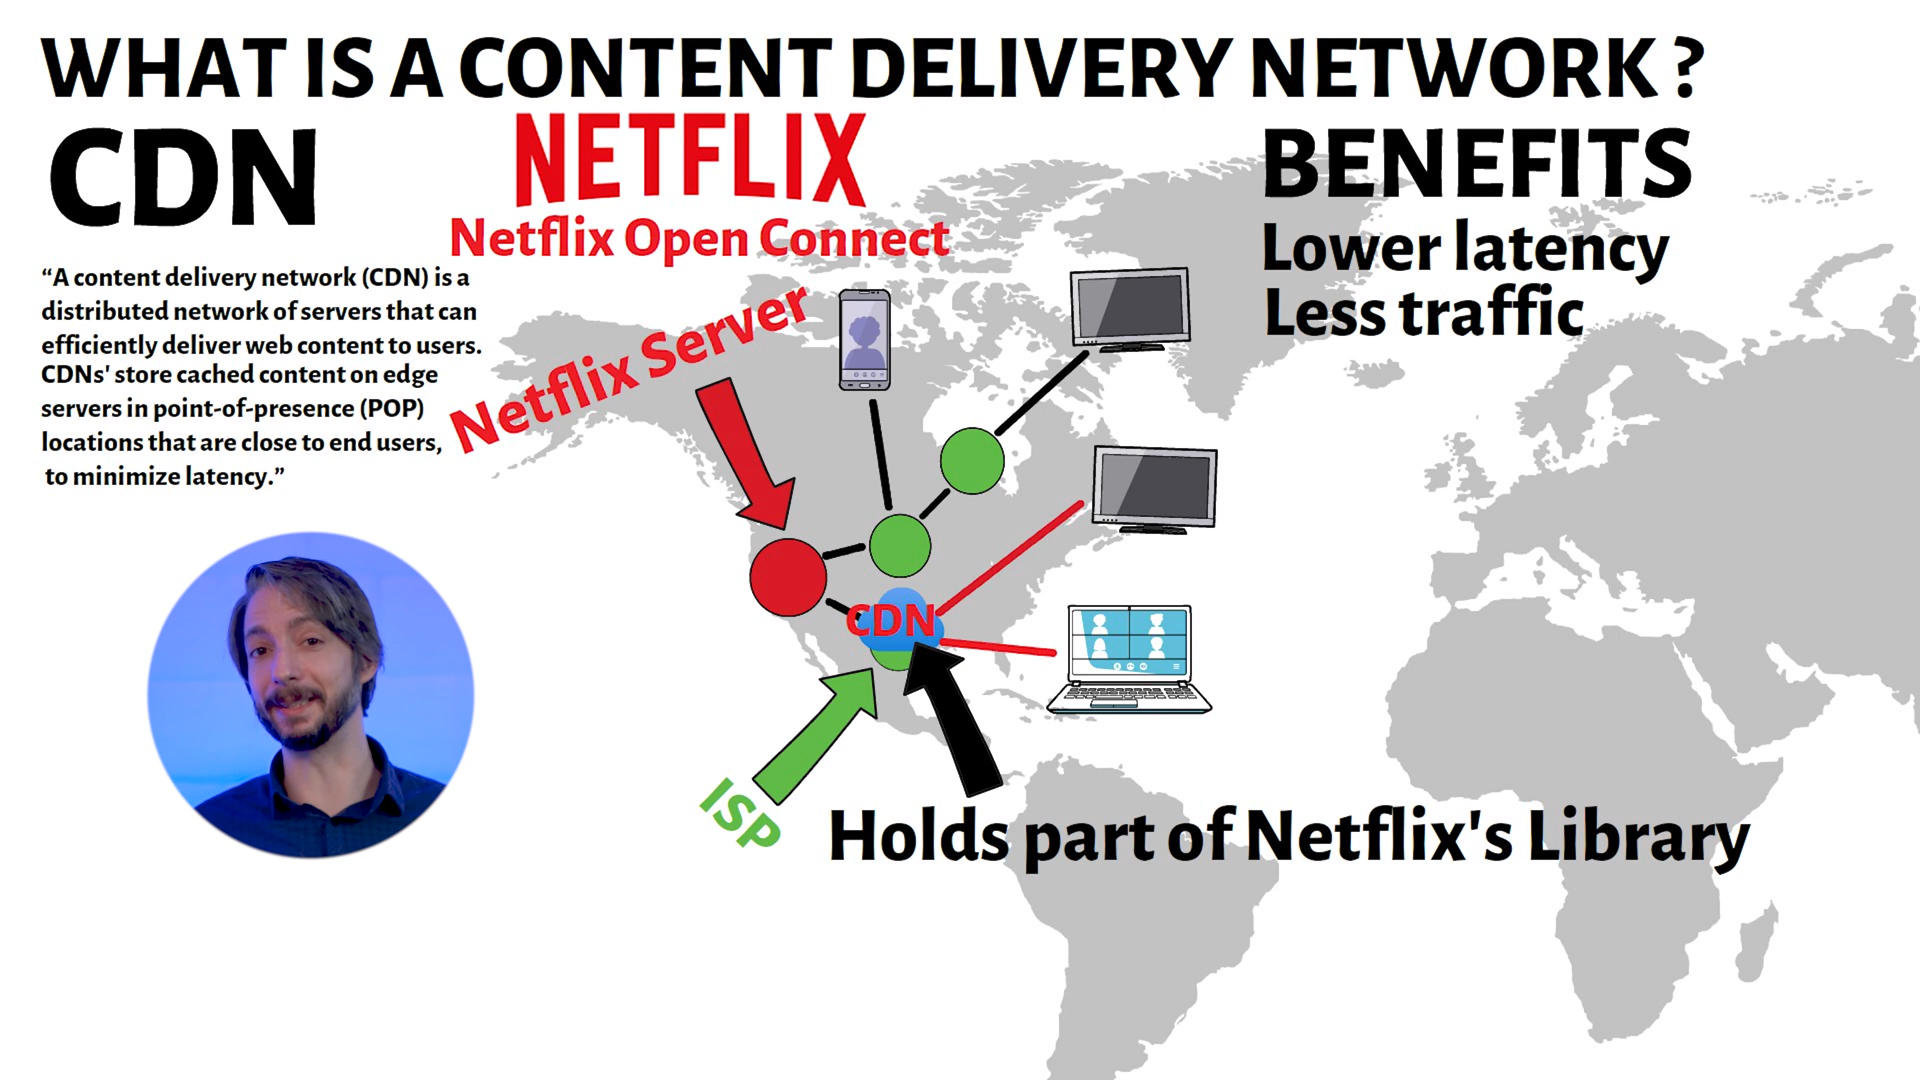 WHAT IS A CONTENT DELIVERY NETWORK ?
CDN
“A content delivery network (CDN) is a
distributed network of servers that can
efficiently deliver web content to users.
CDNs' store cached content on edge
servers in point-of-presence (POP)
locations that are close to end users,
to minimize latency.”
NETFLIX
Netflix Open Connect
Netflix Server
CDN
ISP
Holds part of Netflix's Library
BENEFITS
Lower latency
Less traffic